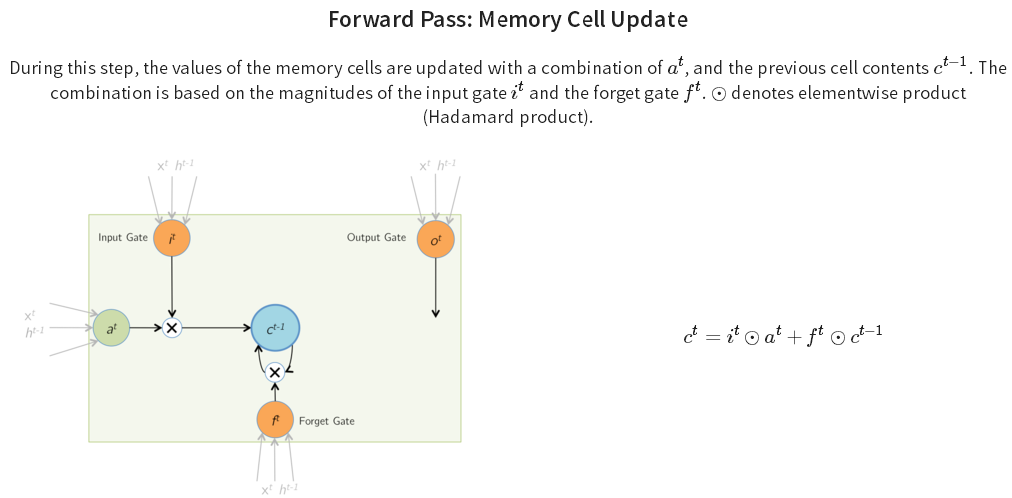 Forward Pass: Memory Cell Update
During this step, the values of the memory cells are updated with a combination of a^t, and the previous cell contents c^{t−1}. The
combination is based on the magnitudes of the input gate i^t and the forget gate f^t. ⊙ denotes elementwise product
(Hadamard product).
x^t h^{t-1}
x^t h^{t-1}
Input Gate i^t
Output Gate o^t
x^t
h^{t-1}
a^t
×
c^{t-1}
c^t = i^t ⊙ a^t + f^t ⊙ c^{t−1}
×
f^t Forget Gate
x^t h^{t-1}